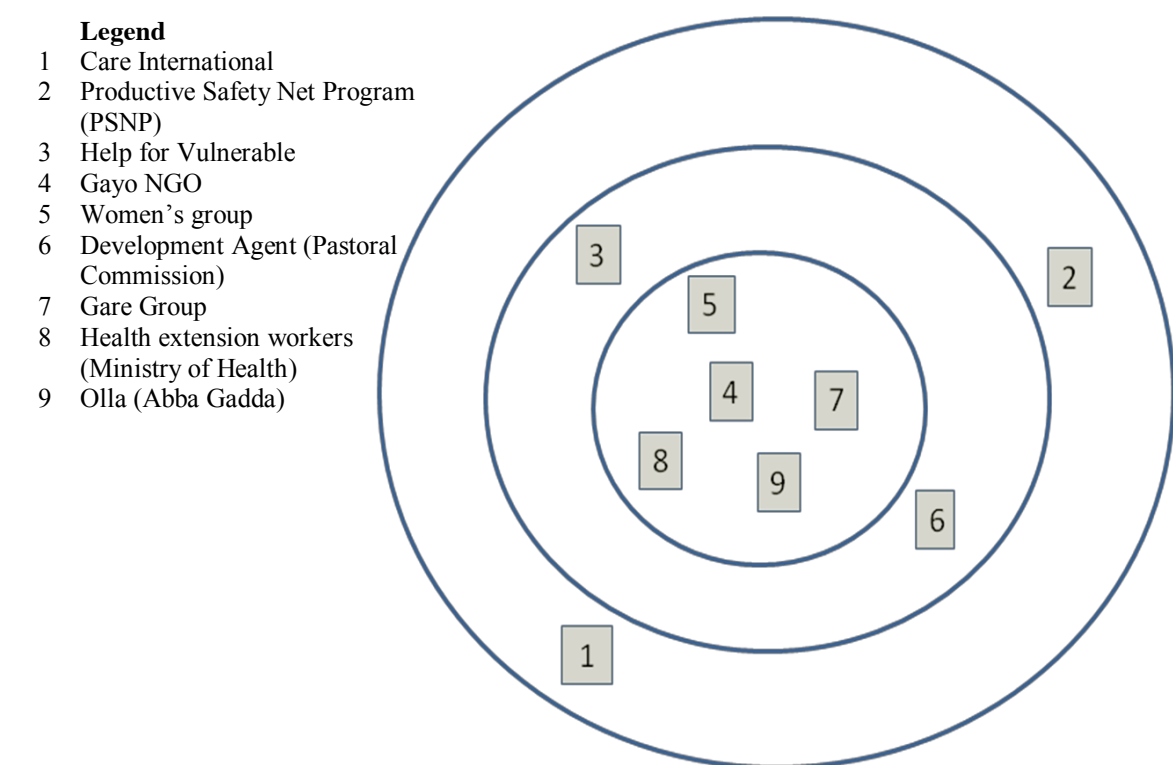 Legend
1 Care International
2 Productive Safety Net Program
(PSNP)
3 Help for Vulnerable
4 Gayo NGO
5 Women’s group
6 Development Agent (Pastoral
Commission)
7 Gare Group
8 Health extension workers
(Ministry of Health)
9 Olla (Abba Gadda)
3
2
5
4
7
8
9
6
1